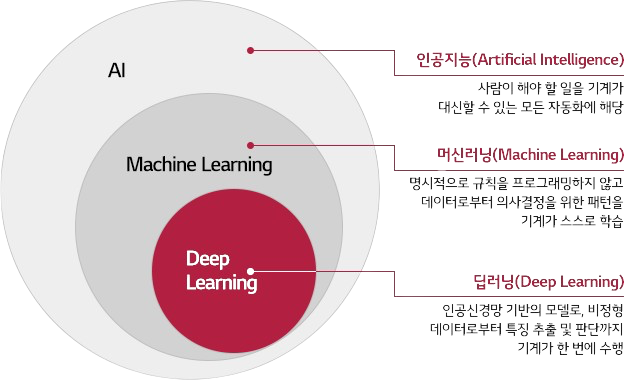 AI
인공지능(Artificial Intelligence)
사람이 해야 할 일을 기계가
대신할 수 있는 모든 자동화에 해당
Machine Learning
머신러닝(Machine Learning)
명시적으로 규칙을 프로그래밍하지 않고
데이터로부터 의사결정을 위한 패턴을
기계가 스스로 학습
Deep
Learning
딥러닝(Deep Learning)
인공신경망 기반의 모델로, 비정형
데이터로부터 특징 추출 및 판단까지
기계가 한 번에 수행